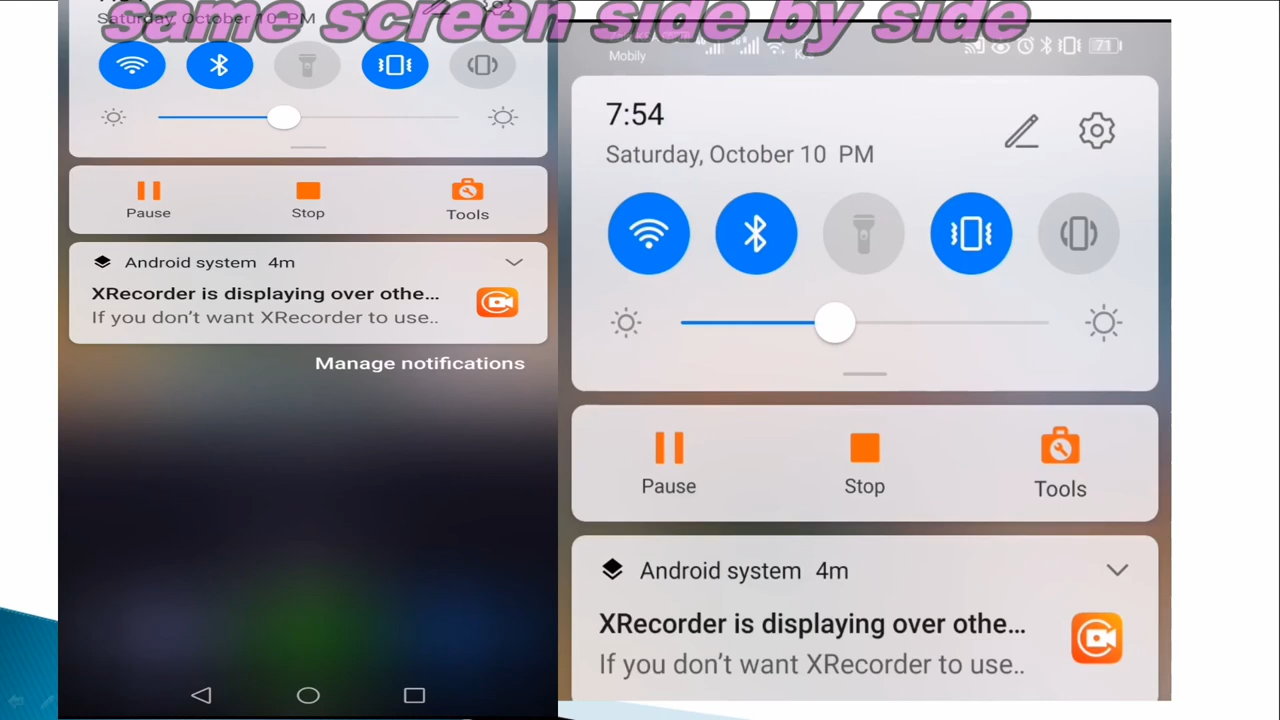 same screen side by side
Saturday, October 10 PM
Pause
Stop
Tools
Android system 4m
XRecorder is displaying over othe...
If you don't want XRecorder to use..
Manage notifications
Mobily
71
7:54
Saturday, October 10 PM
Pause
Stop
Tools
Android system 4m
XRecorder is displaying over othe...
If you don't want XRecorder to use..